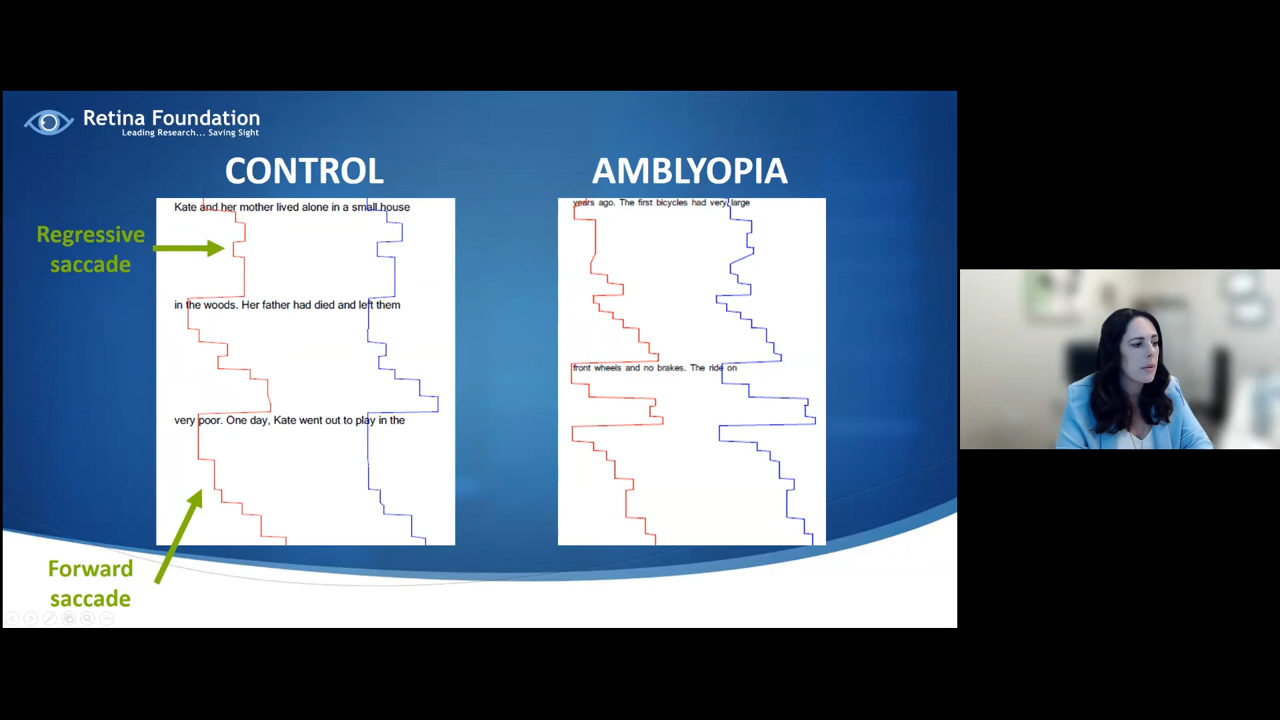 Retina Foundation
Leading Research... Saving Sight
CONTROL
AMBLYOPIA
Kate and her mother lived alone in a small house
in the woods. Her father had died and left them
very poor. One day, Kate went out to play in the
years ago. The first bicycles had very large
front wheels and no brakes. The ride on
Regressive
saccade
Forward
saccade